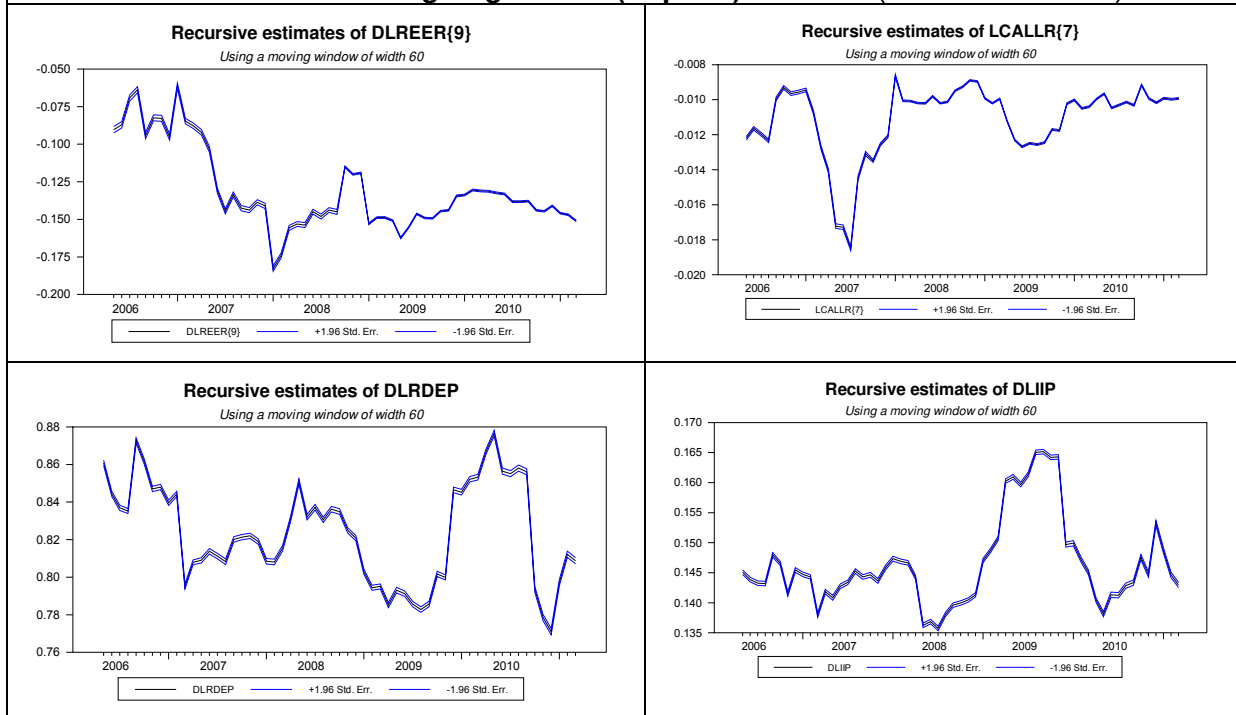 Recursive estimates of DLREER{9}
Using a moving window of width 60
-0.050
-0.075
-0.100
-0.125
-0.150
-0.175
-0.200
2006 2007 2008 2009 2010
DLREER{9} +1.96 Std. Err. -1.96 Std. Err.
Recursive estimates of LCALLR{7}
Using a moving window of width 60
-0.008
-0.010
-0.012
-0.014
-0.016
-0.018
-0.020
2006 2007 2008 2009 2010
LCALLR{7} +1.96 Std. Err. -1.96 Std. Err.
Recursive estimates of DLRDEP
Using a moving window of width 60
0.88
0.86
0.84
0.82
0.80
0.78
0.76
2006 2007 2008 2009 2010
DLRDEP +1.96 Std. Err. -1.96 Std. Err.
Recursive estimates of DLIIP
Using a moving window of width 60
0.170
0.165
0.160
0.155
0.150
0.145
0.140
0.135
2006 2007 2008 2009 2010
DLIIP +1.96 Std. Err. -1.96 Std. Err.